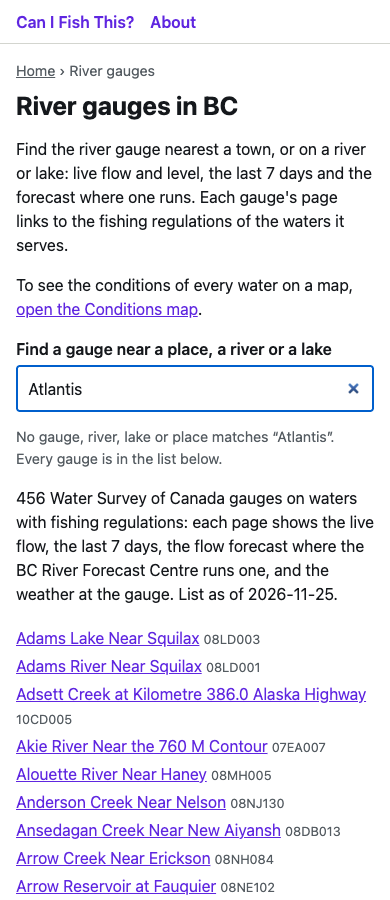 Can I Fish This? About
Home › River gauges
River gauges in BC
Find the river gauge nearest a town, or on a river
or lake: live flow and level, the last 7 days and the
forecast where one runs. Each gauge's page
links to the fishing regulations of the waters it
serves.
To see the conditions of every water on a map,
open the Conditions map.
Find a gauge near a place, a river or a lake
Atlantis ×
No gauge, river, lake or place matches “Atlantis”.
Every gauge is in the list below.
456 Water Survey of Canada gauges on waters
with fishing regulations: each page shows the live
flow, the last 7 days, the flow forecast where the
BC River Forecast Centre runs one, and the
weather at the gauge. List as of 2026-11-25.
Adams Lake Near Squilax 08LD003
Adams River Near Squilax 08LD001
Adsett Creek at Kilometre 386.0 Alaska Highway
10CD005
Akie River Near the 760 M Contour 07EA007
Alouette River Near Haney 08MH005
Anderson Creek Near Nelson 08NJ130
Ansedagan Creek Near New Aiyansh 08DB013
Arrow Creek Near Erickson 08NH084
Arrow Reservoir at Fauquier 08NE102